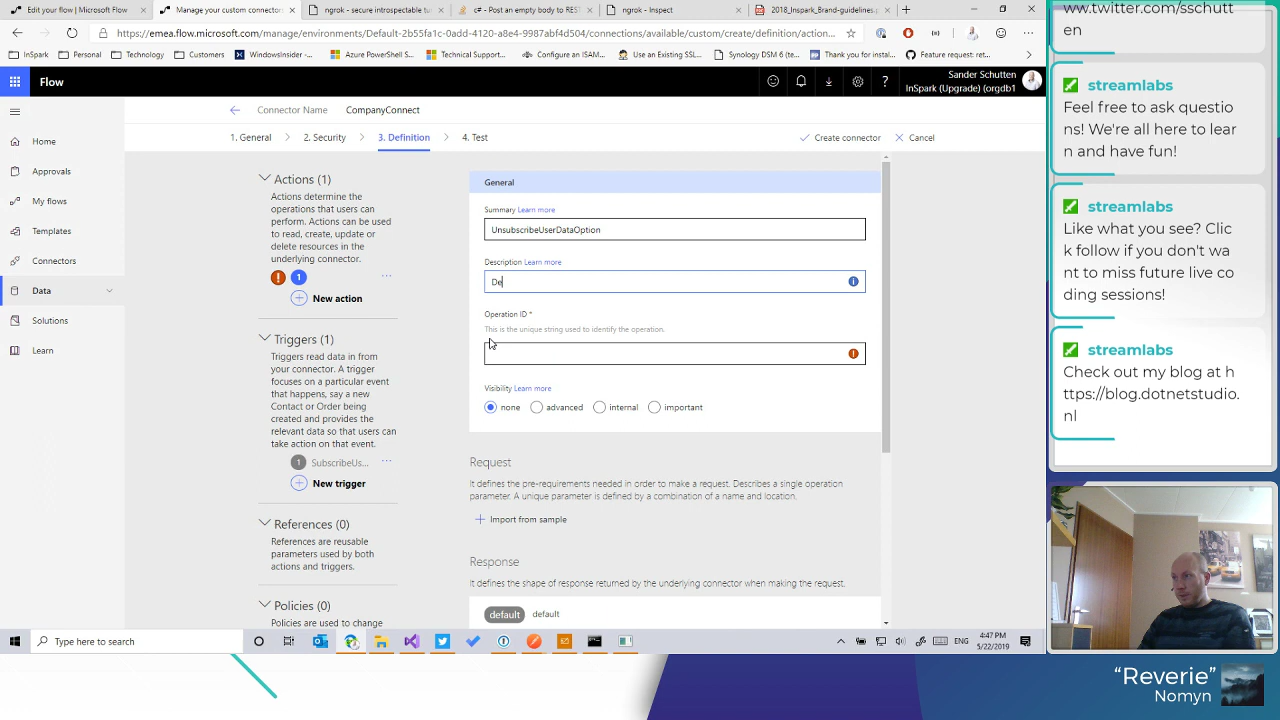 Edit your flow | Microsoft Flow
Manage your custom connectors
ngrok - secure introspectable tu
c# - Post an empty body to REST
ngrok - Inspect
2018_Inspark_Brand-guidelines.p
https://emea.flow.microsoft.com/manage/environments/Default-2b55fa1c-0add-4120-a8e4-9987abf4d504/connections/available/custom/create/definition/action...
InSpark
Personal
Technical
Customers
WindowsInsider
Azure PowerShell S...
Technical Support...
Configure an ISAM...
Use an Existing SSL...
Synology DSM 6 (te...
Thank you for instal...
Feature request: ret...
Flow
Sander Schutten
InSpark (Upgrade) (orgdb1
Connector Name
CompanyConnect
1. General
2. Security
3. Definition
4. Test
Create connector
Cancel
Home
Approvals
My flows
Templates
Connectors
Data
Solutions
Learn
Actions (1)
Actions determine the
operations that users can
perform. Actions can be used
to read, create, update or
delete resources in the
underlying connector.
! 1 ...
New action
Triggers (1)
Triggers read data in from
your connector. A trigger
focuses on a particular event
that happens, say a new
Contact or Order being
created and provides the
relevant data so that users can
take action on that event.
1 SubscribeUs... ...
New trigger
References (0)
References are reusable
parameters used by both
actions and triggers.
Policies (0)
Policies are used to change
General
Summary Learn more
UnsubscribeUserDataOption
Description Learn more
De
Operation ID *
This is the unique string used to identify the operation.
Visibility Learn more
none
advanced
internal
important
Request
It defines the pre-requirements needed in order to make a request. Describes a single operation
parameter. A unique parameter is defined by a combination of a name and location.
Import from sample
Response
It defines the shape of response returned by the underlying connector when making the request.
default default
Type here to search
ENG
4:47 PM
5/22/2019
ww.twitter.com/sschutt
en
streamlabs
Feel free to ask questio
ns! We're all here to lear
n and have fun!
streamlabs
Like what you see? Clic
k follow if you don't wa
nt to miss future live co
ding sessions!
streamlabs
Check out my blog at h
ttps://blog.dotnetstudio.
nl
“Reverie”
Nomyn